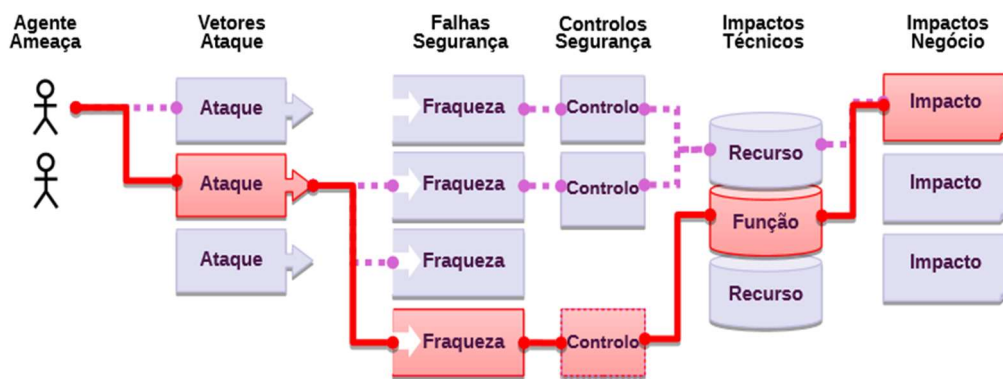 Agente
Ameaça
Vetores
Ataque
Falhas
Segurança
Controlos
Segurança
Impactos
Técnicos
Impactos
Negócio
Ataque
Fraqueza
Controlo
Impacto
Recurso
Ataque
Fraqueza
Controlo
Impacto
Função
Ataque
Fraqueza
Impacto
Recurso
Fraqueza
Controlo